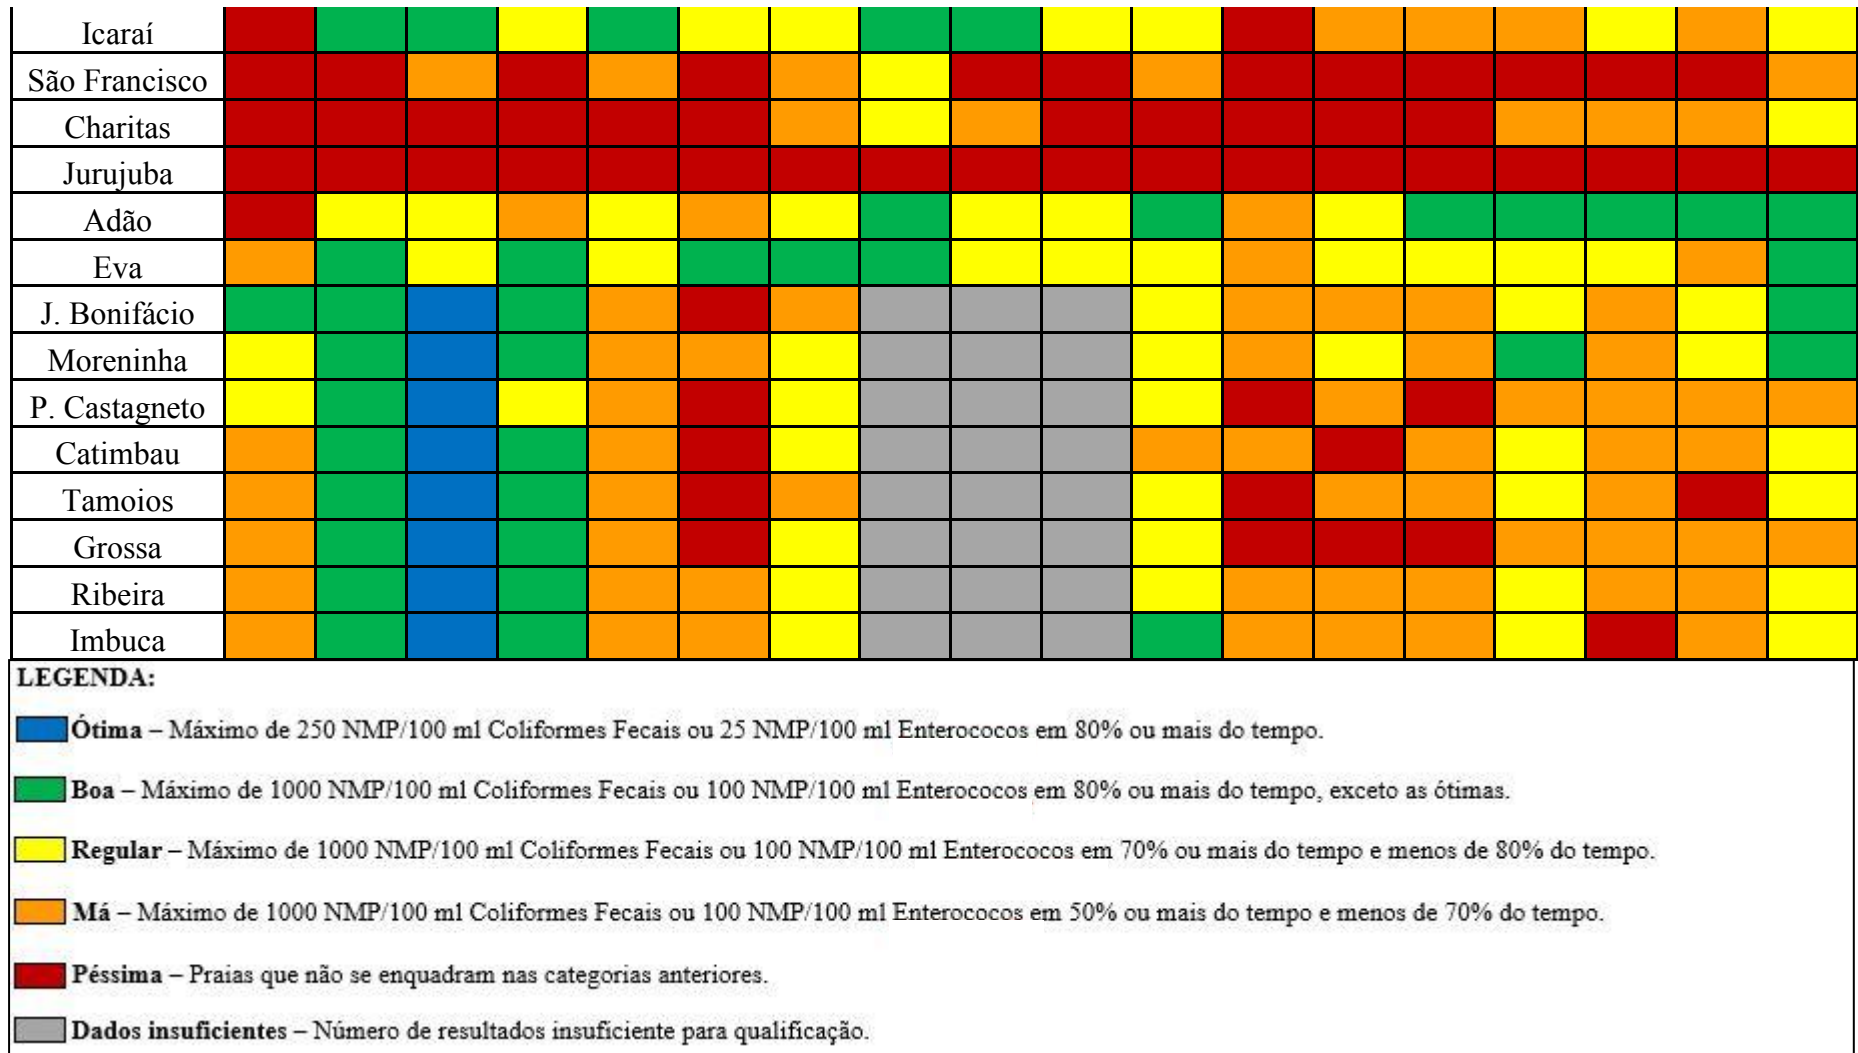 Icaraí
São Francisco
Charitas
Jurujuba
Adão
Eva
J. Bonifácio
Moreninha
P. Castagneto
Catimbau
Tamoios
Grossa
Ribeira
Imbuca
LEGENDA:
Ótima – Máximo de 250 NMP/100 ml Coliformes Fecais ou 25 NMP/100 ml Enterococos em 80% ou mais do tempo.
Boa – Máximo de 1000 NMP/100 ml Coliformes Fecais ou 100 NMP/100 ml Enterococos em 80% ou mais do tempo, exceto as ótimas.
Regular – Máximo de 1000 NMP/100 ml Coliformes Fecais ou 100 NMP/100 ml Enterococos em 70% ou mais do tempo e menos de 80% do tempo.
Má – Máximo de 1000 NMP/100 ml Coliformes Fecais ou 100 NMP/100 ml Enterococos em 50% ou mais do tempo e menos de 70% do tempo.
Péssima – Praias que não se enquadram nas categorias anteriores.
Dados insuficientes – Número de resultados insuficiente para qualificação.